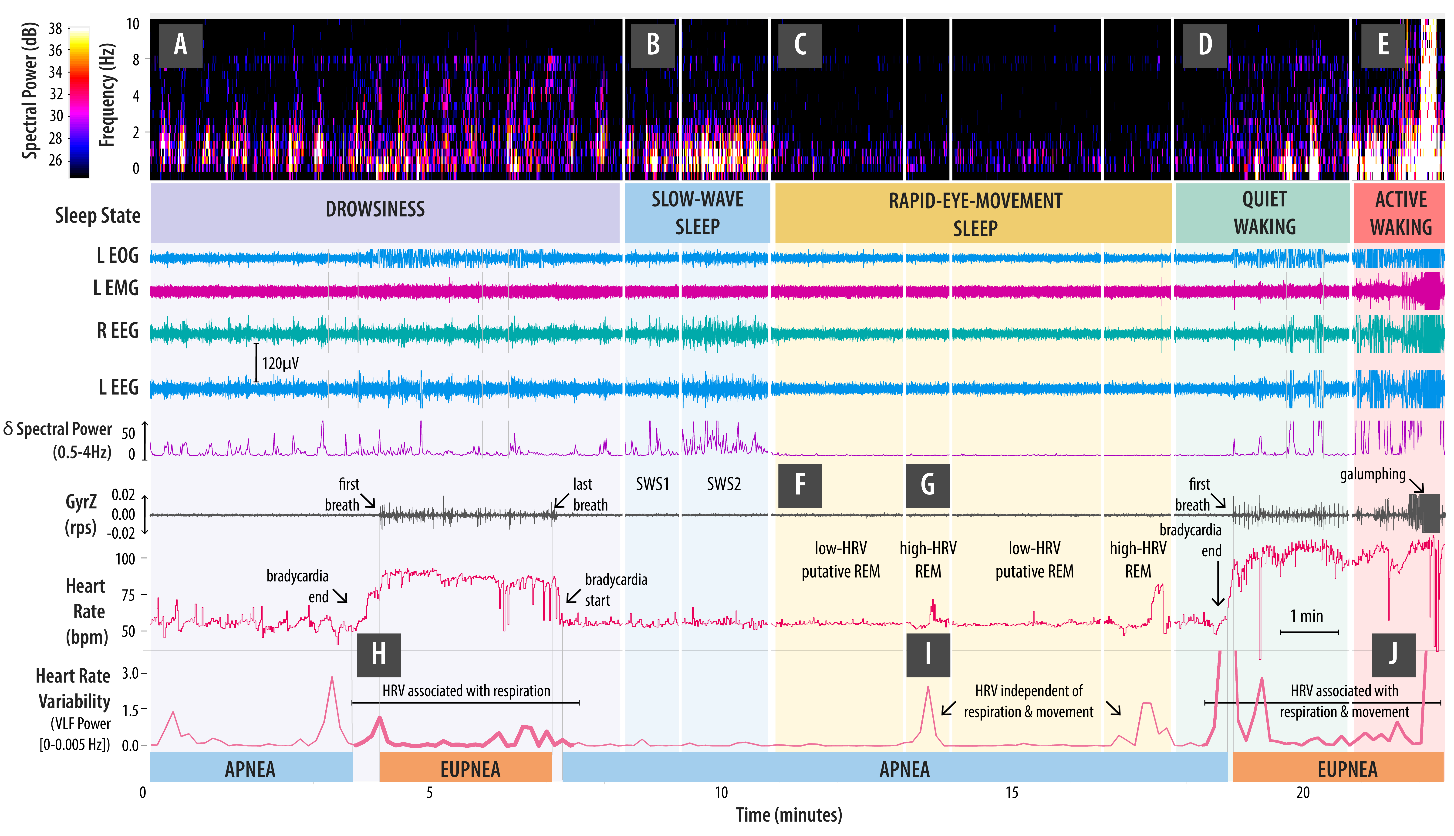 Spectral Power (dB)
38
36
34
32
30
28
26
Frequency (Hz)
10
8
4
2
0
A
B
C
D
E
Sleep State
DROWSINESS
SLOW-WAVE
SLEEP
RAPID-EYE-MOVEMENT
SLEEP
QUIET
WAKING
ACTIVE
WAKING
L EOG
L EMG
R EEG
120µV
L EEG
δ Spectral Power
(0.5-4Hz)
50
0
GyrZ
(rps)
0.02
0.00
-0.02
first
breath
last
breath
SWS1
SWS2
F
G
first
breath
galumphing
Heart
Rate
(bpm)
100
75
50
bradycardia
end
bradycardia
start
low-HRV
putative REM
high-HRV
REM
low-HRV
putative REM
high-HRV
REM
bradycardia
end
1 min
H
I
J
Heart Rate
Variability
(VLF Power
[0-0.005 Hz])
3.0
1.5
0.0
HRV associated with respiration
HRV independent of
respiration & movement
HRV associated with
respiration & movement
APNEA
EUPNEA
APNEA
EUPNEA
0
5
10
15
20
Time (minutes)